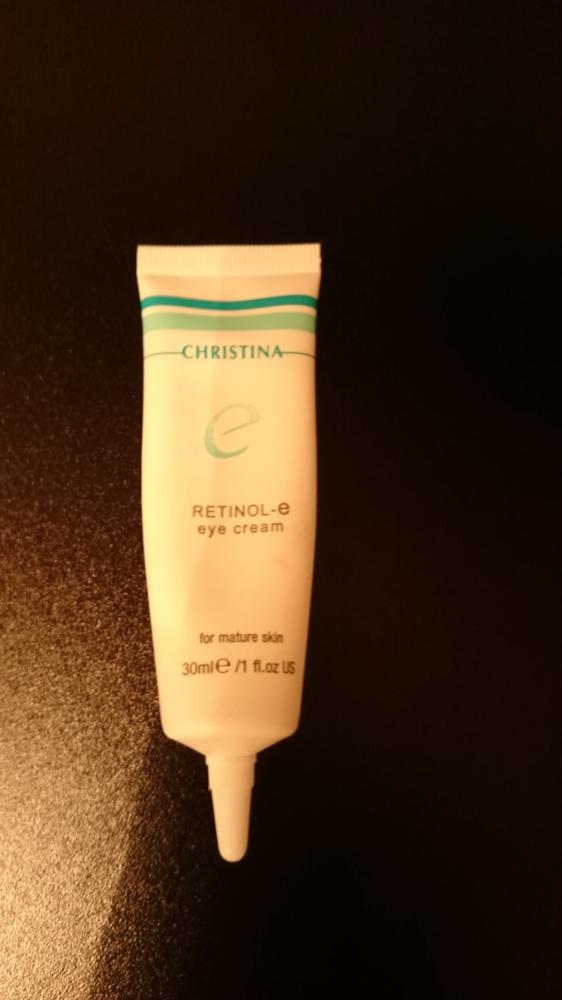 CHRISTINA
e
RETINOL-e
eye cream
for mature skin
30ml℮/1 fl.oz US